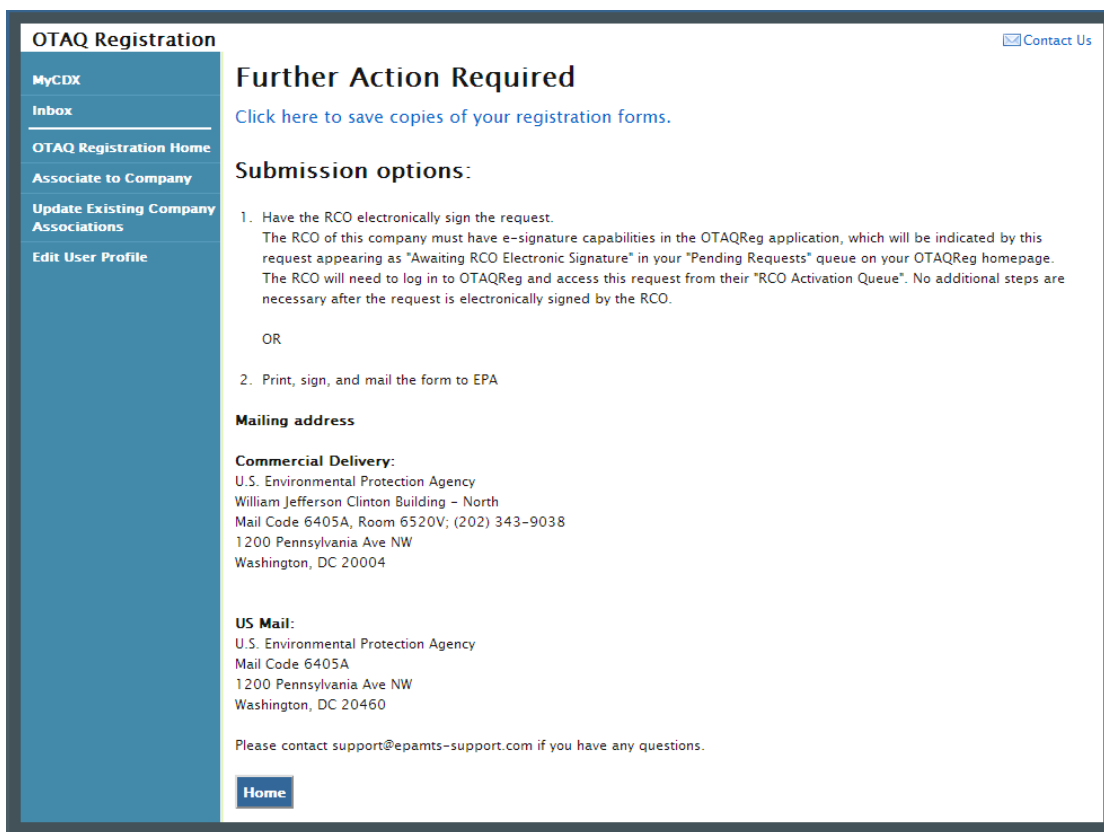 OTAQ Registration
Contact Us
MyCDX
Inbox
OTAQ Registration Home
Associate to Company
Update Existing Company
Associations
Edit User Profile
Further Action Required
Click here to save copies of your registration forms.
Submission options:
1. Have the RCO electronically sign the request.
The RCO of this company must have e-signature capabilities in the OTAQReg application, which will be indicated by this
request appearing as "Awaiting RCO Electronic Signature" in your "Pending Requests" queue on your OTAQReg homepage.
The RCO will need to log in to OTAQReg and access this request from their "RCO Activation Queue". No additional steps are
necessary after the request is electronically signed by the RCO.
OR
2. Print, sign, and mail the form to EPA
Mailing address
Commercial Delivery:
U.S. Environmental Protection Agency
William Jefferson Clinton Building - North
Mail Code 6405A, Room 6520V; (202) 343-9038
1200 Pennsylvania Ave NW
Washington, DC 20004
US Mail:
U.S. Environmental Protection Agency
Mail Code 6405A
1200 Pennsylvania Ave NW
Washington, DC 20460
Please contact support@epamts-support.com if you have any questions.
Home